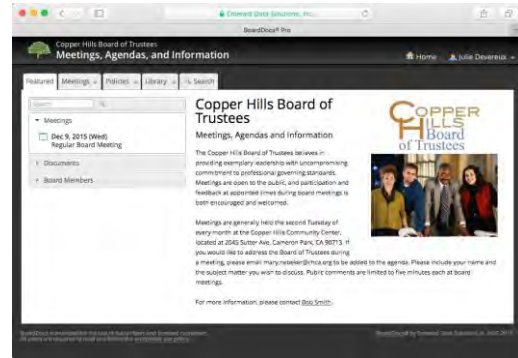 Emerald Data Solutions, Inc.
BoardDocs® Pro
Copper Hills Board of Trustees
Meetings, Agendas, and Information
Home
Julie Devereux
Featured
Meetings
Policies
Library
Search
Search
Meetings
Dec 9, 2015 (Wed)
Regular Board Meeting
Documents
Board Members
Copper Hills Board of
Trustees
Meetings, Agendas and Information
The Copper Hills Board of Trustees believes in
providing exemplary leadership with uncompromising
commitment to professional governing standards.
Meetings are open to the public, and participation and
feedback at appointed times during board meetings is
both encouraged and welcomed.
Meetings are generally held the second Tuesday of
every month at the Copper Hills Community Center,
located at 2045 Sutter Ave, Cameron Park, CA 90713. If
you would like to address the Board of Trustees during
a meeting, please email mary.nebeker@chca.org to be added to the agenda. Please include your name and
the subject matter you wish to discuss. Public comments are limited to five minutes each at board
meetings.
For more information, please contact Bob Smith.
COPPER
HILLS
Board
of Trustees